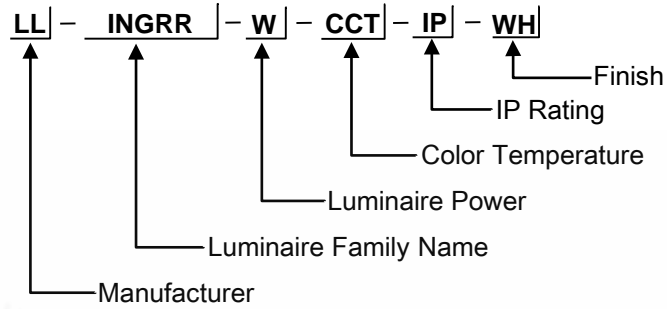 LL – INGRR – W – CCT – IP – WH
Finish
IP Rating
Color Temperature
Luminaire Power
Luminaire Family Name
Manufacturer